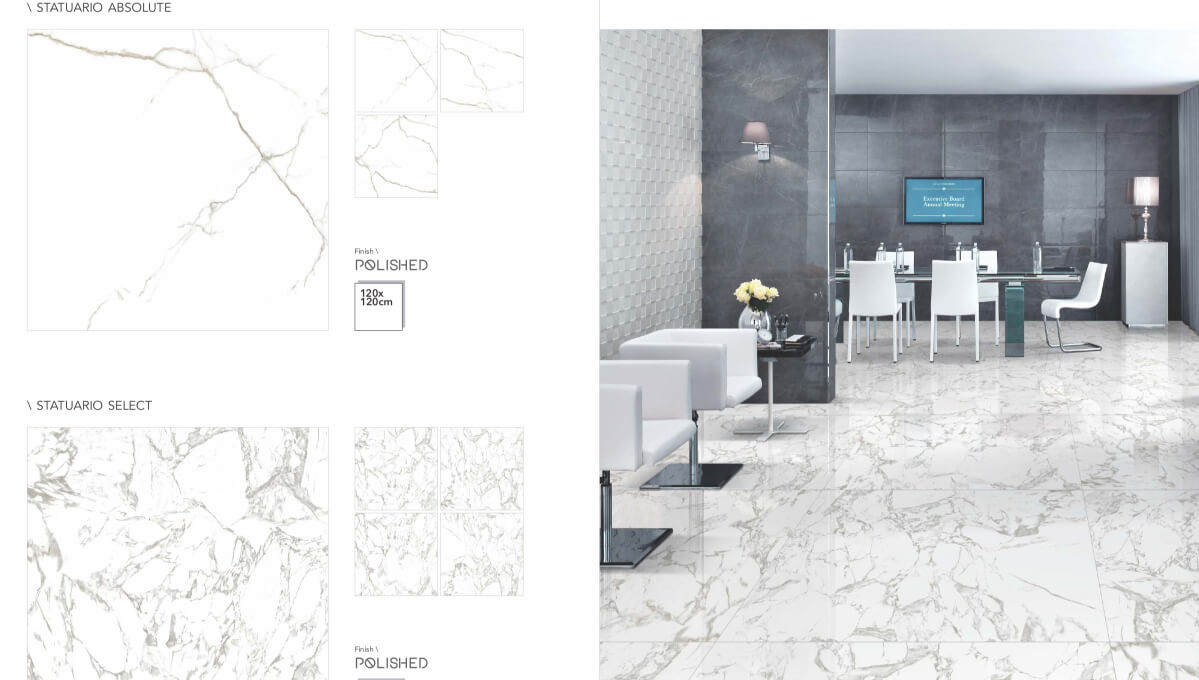 \ STATUARIO ABSOLUTE
Finish \
POLISHED
120x
120cm
\ STATUARIO SELECT
Finish \
POLISHED
Executive Board
Annual Meeting